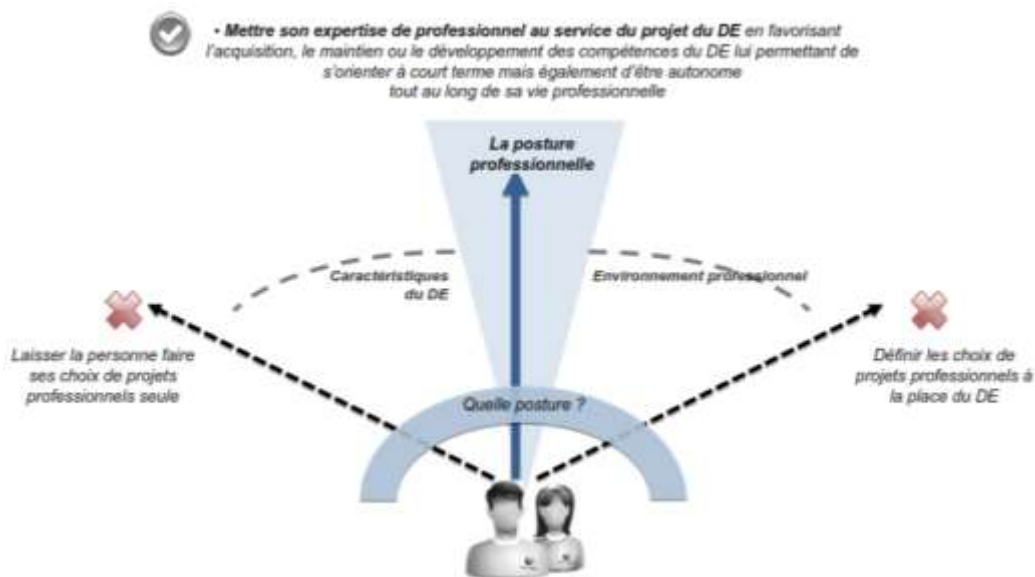 • Mettre son expertise de professionnel au service du projet du DE en favorisant
l'acquisition, le maintien ou le développement des compétences du DE lui permettant de
s'orienter à court terme mais également d'être autonome
tout au long de sa vie professionnelle
La posture
professionnelle
Caractéristiques
du DE
Environnement professionnel
Laisser la personne faire
ses choix de projets
professionnels seule
Définir les choix de
projets professionnels à
la place du DE
Quelle posture ?